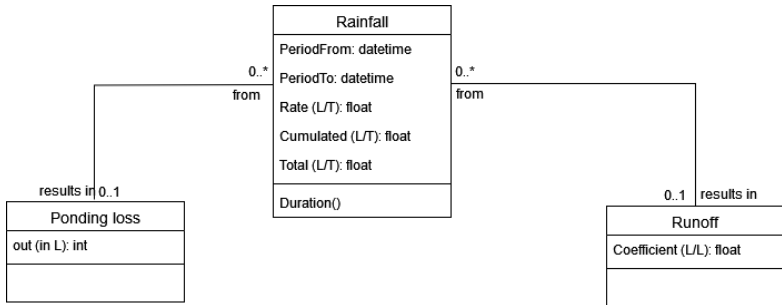 Rainfall
PeriodFrom: datetime
PeriodTo: datetime
Rate (L/T): float
Cumulated (L/T): float
Total (L/T): float
Duration()
0..*
from
0..*
from
results in 0..1
Ponding loss
out (in L): int
0..1 results in
Runoff
Coefficient (L/L): float